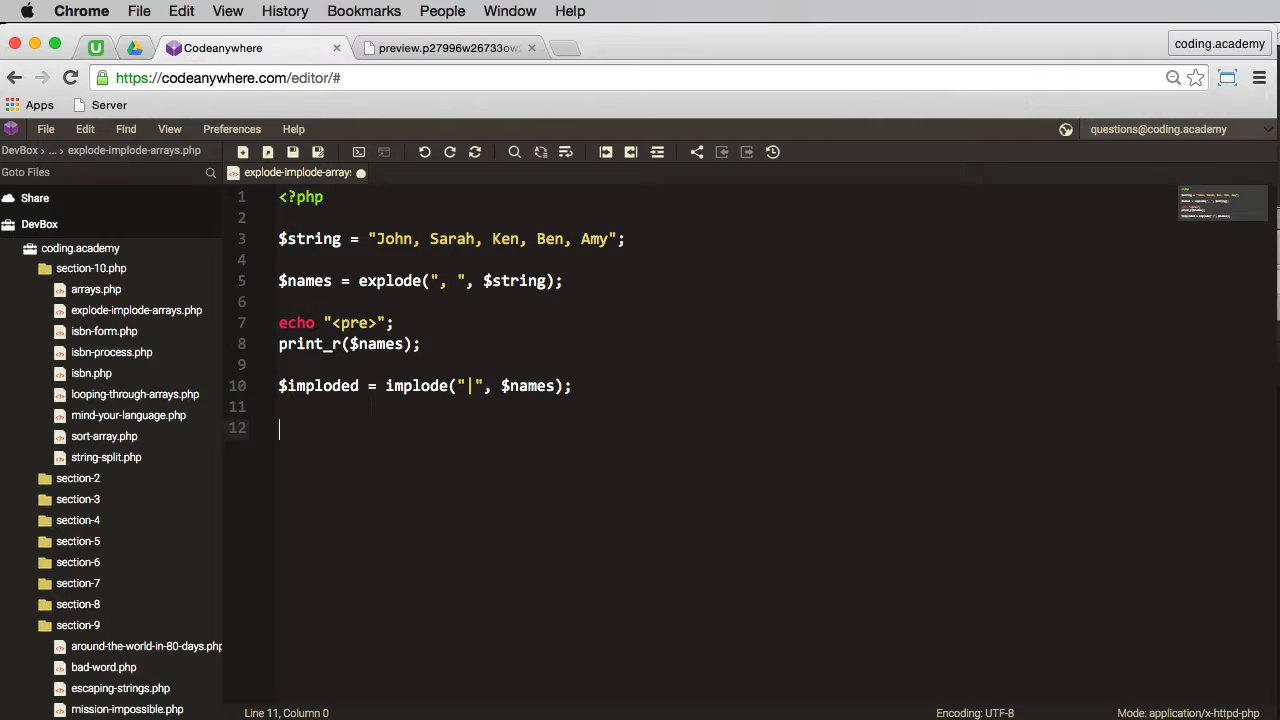 Chrome File Edit View History Bookmarks People Window Help
Codeanywhere preview.p27996w26733ow coding.academy
https://codeanywhere.com/editor/#
Apps Server
File Edit Find View Preferences Help questions@coding.academy
DevBox > ... > explode-implode-arrays.php
Goto Files explode-implode-array:
Share
DevBox
coding.academy
section-10.php
arrays.php
explode-implode-arrays.php
isbn-form.php
isbn-process.php
isbn.php
looping-through-arrays.php
mind-your-language.php
sort-array.php
string-split.php
section-2
section-3
section-4
section-5
section-6
section-7
section-8
section-9
around-the-world-in-80-days.php
bad-word.php
escaping-strings.php
mission-impossible.php
1 <?php
2
3 $string = "John, Sarah, Ken, Ben, Amy";
4
5 $names = explode(", ", $string);
6
7 echo "<pre>";
8 print_r($names);
9
10 $imploded = implode("|", $names);
11
12
Line 11, Column 0 Encoding: UTF-8 Mode: application/x-httpd-php